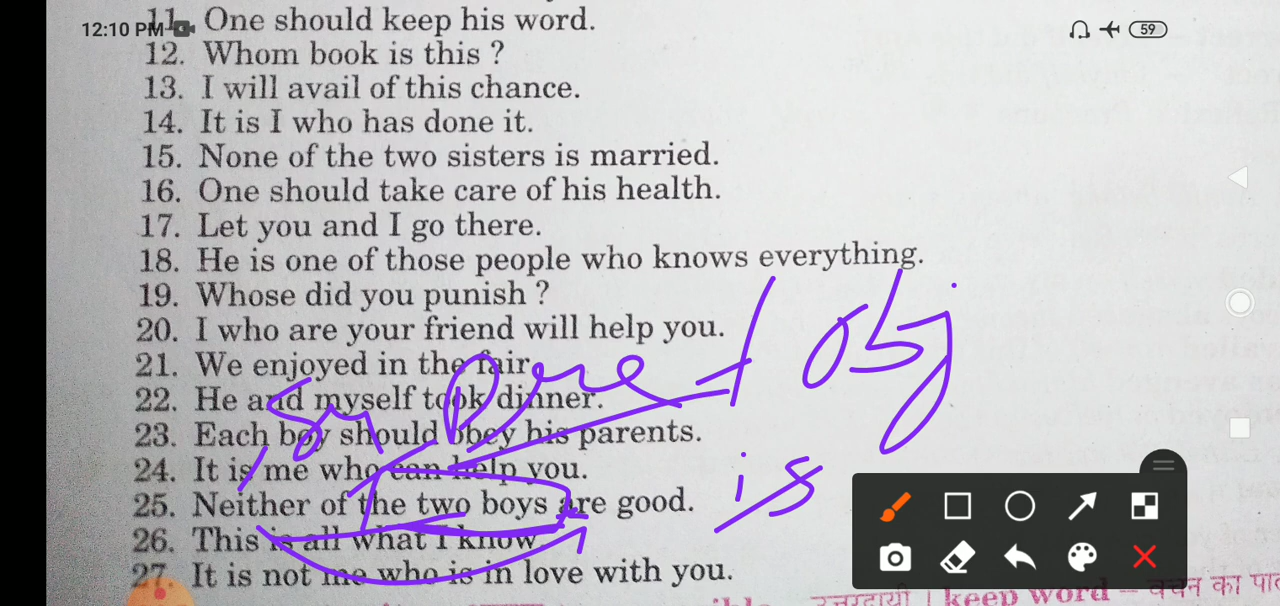 12:10 PM
59
11. One should keep his word.
12. Whom book is this ?
13. I will avail of this chance.
14. It is I who has done it.
15. None of the two sisters is married.
16. One should take care of his health.
17. Let you and I go there.
18. He is one of those people who knows everything.
19. Whose did you punish ?
20. I who are your friend will help you.
21. We enjoyed in the fair.
22. He and myself took dinner.
23. Each boy should obey his parents.
24. It is me who can help you.
25. Neither of the two boys are good.
26. This is all what I know
27. It is not me who is in love with you.
obj
is
keep word – वचन का